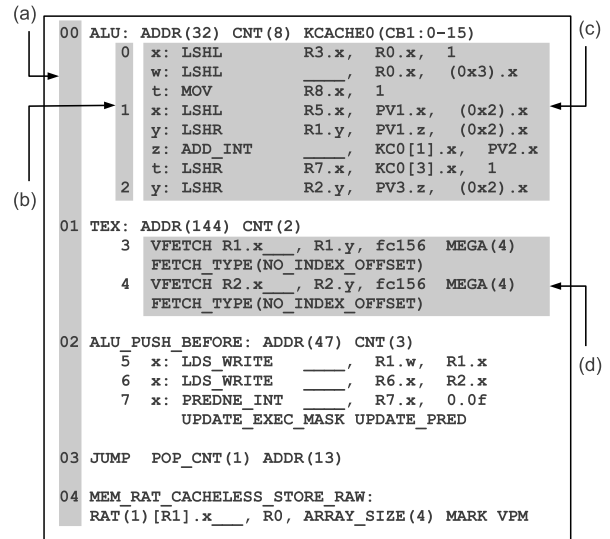 (a)
(c)
00 ALU: ADDR(32) CNT(8) KCACHE0(CB1:0-15)
0 x: LSHL R3.x, R0.x, 1
w: LSHL ____, R0.x, (0x3).x
t: MOV R8.x, 1
1 x: LSHL R5.x, PV1.x, (0x2).x
y: LSHR R1.y, PV1.z, (0x2).x
z: ADD_INT ____, KC0[1].x, PV2.x
t: LSHR R7.x, KC0[3].x, 1
(b)
2 y: LSHR R2.y, PV3.z, (0x2).x
01 TEX: ADDR(144) CNT(2)
3 VFETCH R1.x___, R1.y, fc156 MEGA(4)
FETCH_TYPE(NO_INDEX_OFFSET)
4 VFETCH R2.x___, R2.y, fc156 MEGA(4)
FETCH_TYPE(NO_INDEX_OFFSET)
02 ALU_PUSH_BEFORE: ADDR(47) CNT(3)
5 x: LDS_WRITE ____, R1.w, R1.x
(d)
6 x: LDS_WRITE ____, R6.x, R2.x
7 x: PREDNE_INT ____, R7.x, 0.0f
UPDATE_EXEC_MASK UPDATE_PRED
03 JUMP POP_CNT(1) ADDR(13)
04 MEM_RAT_CACHELESS_STORE_RAW:
RAT(1)[R1].x___, R0, ARRAY_SIZE(4) MARK VPM